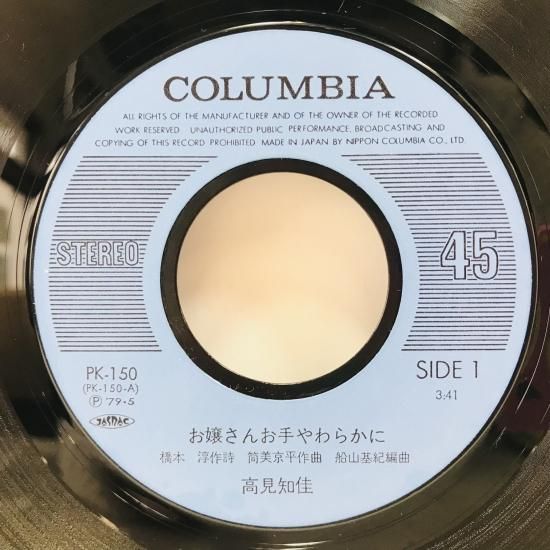 COLUMBIA
ALL RIGHTS OF THE MANUFACTURER AND OF THE OWNER OF THE RECORDED
WORK RESERVED UNAUTHORIZED PUBLIC PERFORMANCE, BROADCASTING AND
COPYING OF THIS RECORD PROHIBITED MADE IN JAPAN BY NIPPON COLUMBIA CO., LTD.
STEREO
45
PK-150
(PK-150-A)
Ⓟ '79・5
JASRAC
SIDE 1
3:41
お嬢さんお手やわらかに
橋本 淳作詩 筒美京平作曲 船山基紀編曲
高見知佳